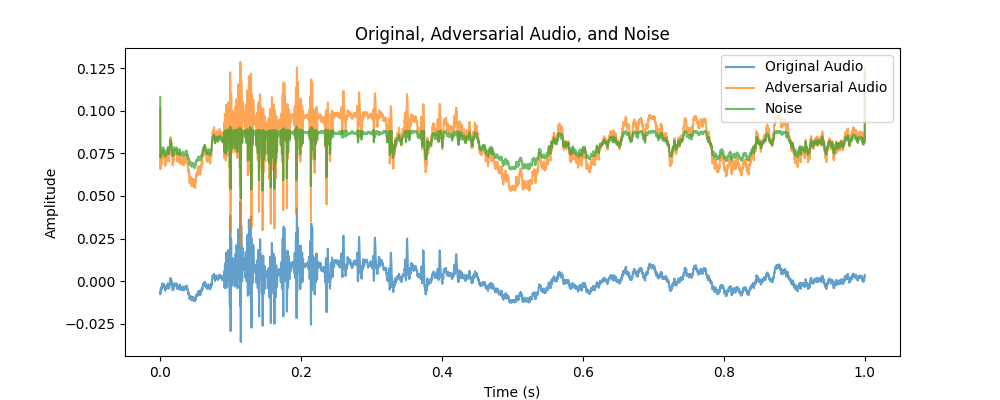 Original, Adversarial Audio, and Noise
Original Audio
Adversarial Audio
Noise
Amplitude
0.125
0.100
0.075
0.050
0.025
0.000
−0.025
0.0
0.2
0.4
0.6
0.8
1.0
Time (s)